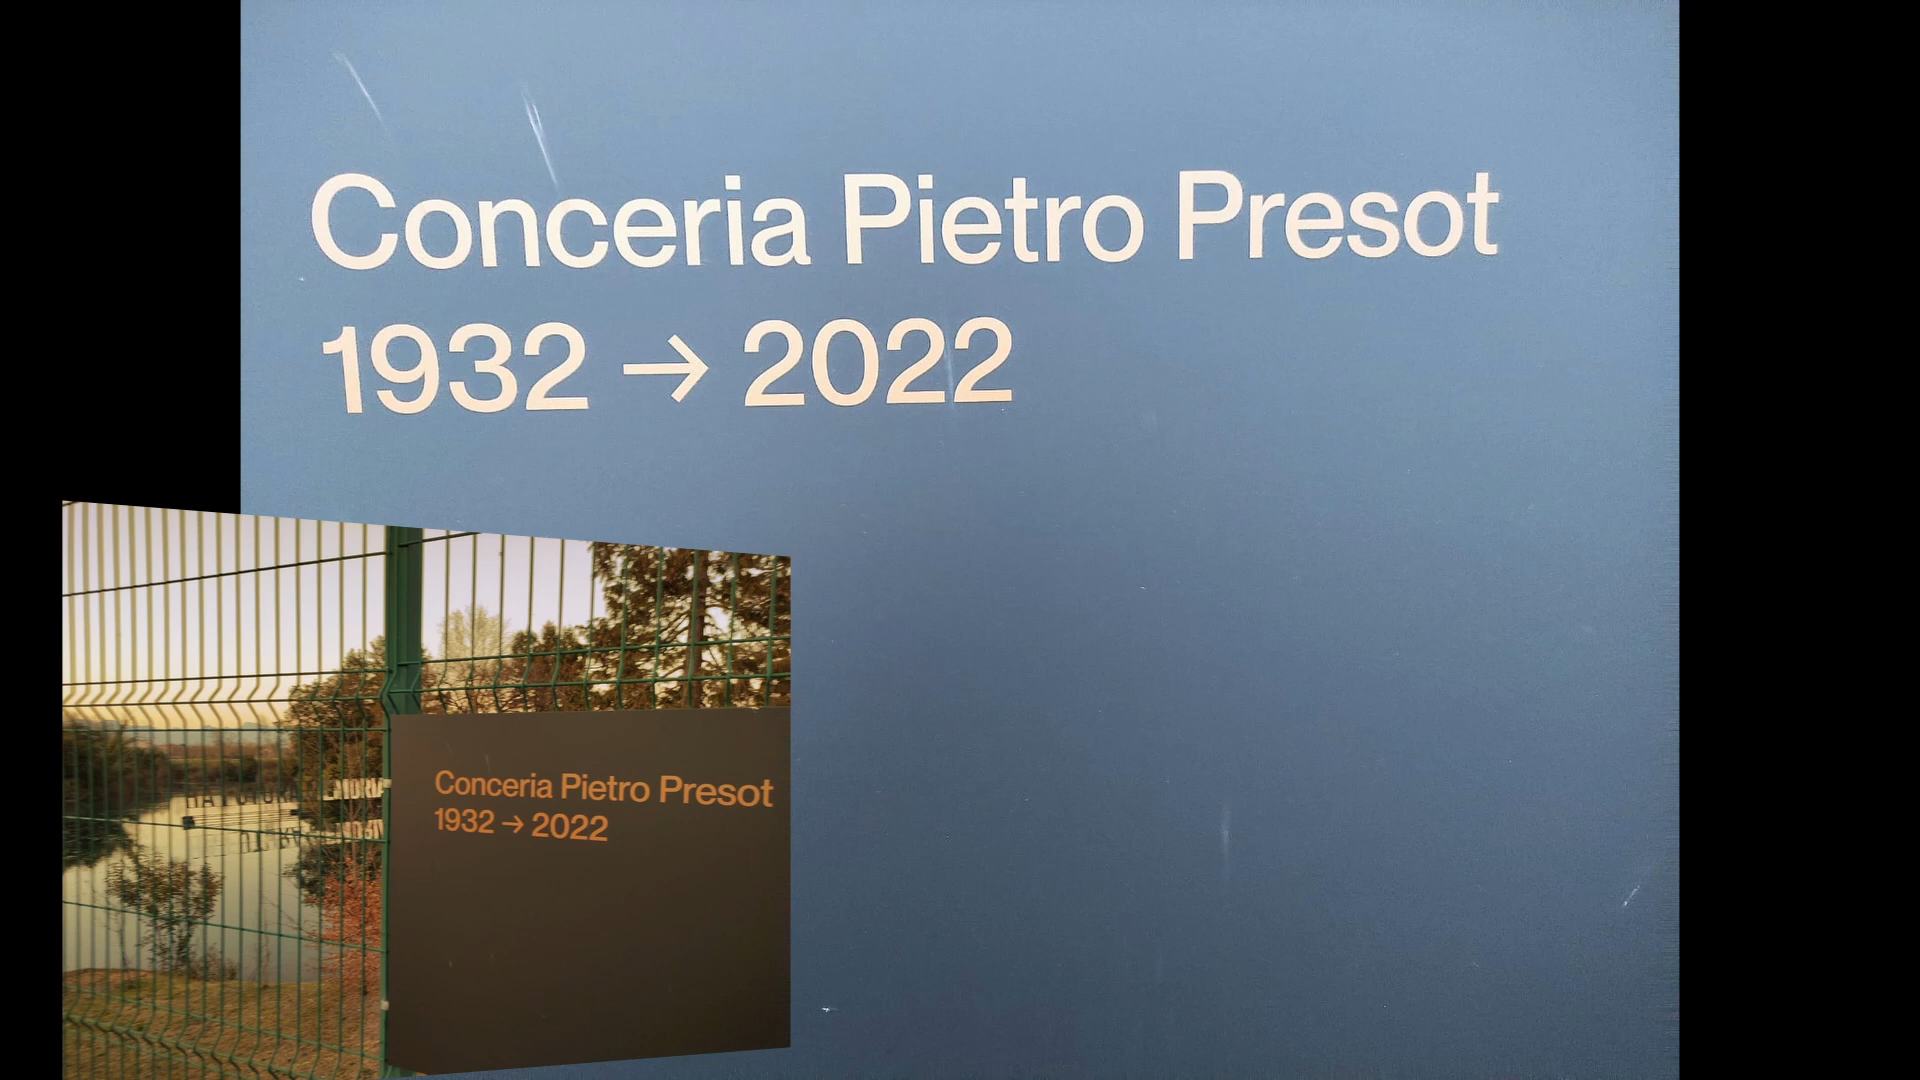 Conceria Pietro Presot
1932 → 2022
Conceria Pietro Presot
1932 → 2022